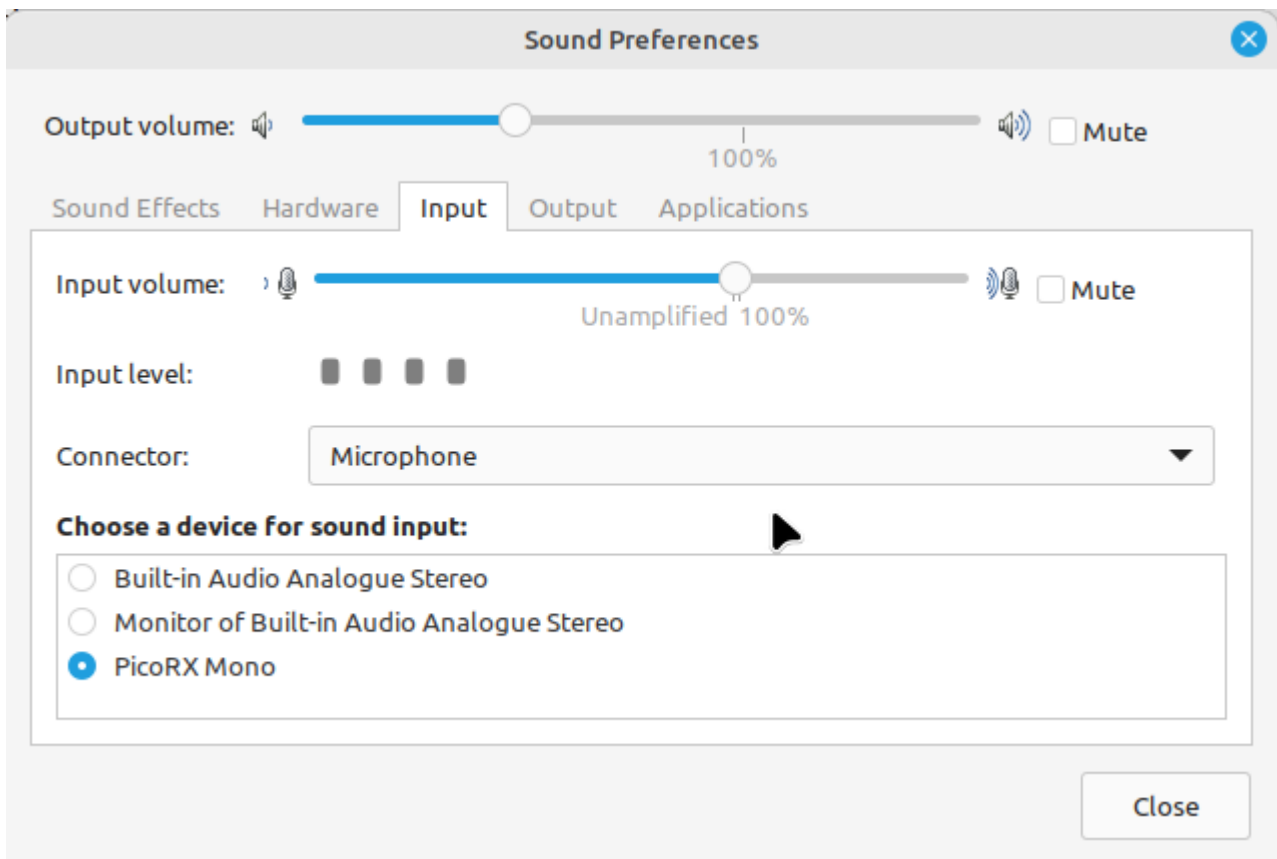 Sound Preferences
Output volume: Mute
100%
Sound Effects Hardware Input Output Applications
Input volume: Mute
Unamplified 100%
Input level:
Connector: Microphone
Choose a device for sound input:
Built-in Audio Analogue Stereo
Monitor of Built-in Audio Analogue Stereo
PicoRX Mono
Close